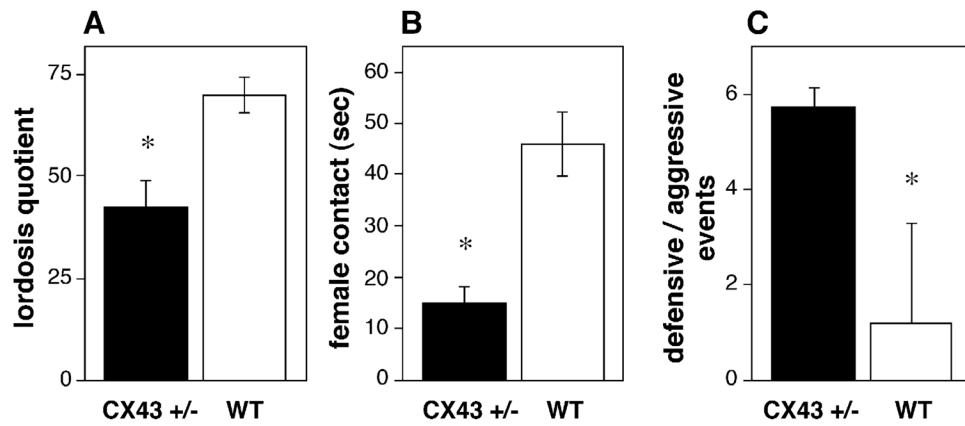 A
B
C
lordosis quotient
75
50
25
0
*
CX43 +/- WT
female contact (sec)
60
50
40
30
20
10
0
*
CX43 +/- WT
defensive / aggressive
events
6
4
2
0
*
CX43 +/- WT